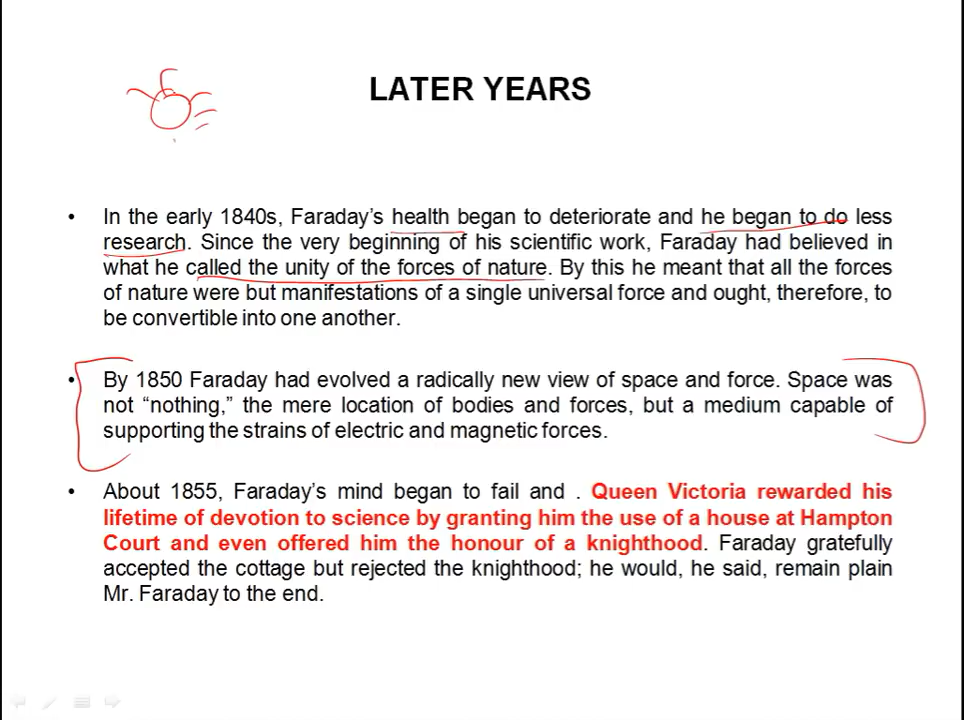 LATER YEARS
• In the early 1840s, Faraday's health began to deteriorate and he began to do less
research. Since the very beginning of his scientific work, Faraday had believed in
what he called the unity of the forces of nature. By this he meant that all the forces
of nature were but manifestations of a single universal force and ought, therefore, to
be convertible into one another.
• By 1850 Faraday had evolved a radically new view of space and force. Space was
not “nothing,” the mere location of bodies and forces, but a medium capable of
supporting the strains of electric and magnetic forces.
• About 1855, Faraday's mind began to fail and . Queen Victoria rewarded his
lifetime of devotion to science by granting him the use of a house at Hampton
Court and even offered him the honour of a knighthood. Faraday gratefully
accepted the cottage but rejected the knighthood; he would, he said, remain plain
Mr. Faraday to the end.